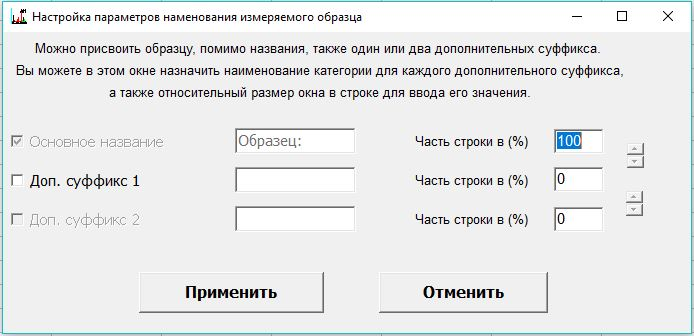 Настройка параметров наменования измеряемого образца
Можно присвоить образцу, помимо названия, также один или два дополнительных суффикса.
Вы можете в этом окне назначить наименование категории для каждого дополнительного суффикса,
а также относительный размер окна в строке для ввода его значения.
Основное название Образец: Часть строки в (%) 100
Доп. суффикс 1 Часть строки в (%) 0
Доп. суффикс 2 Часть строки в (%) 0
Применить Отменить